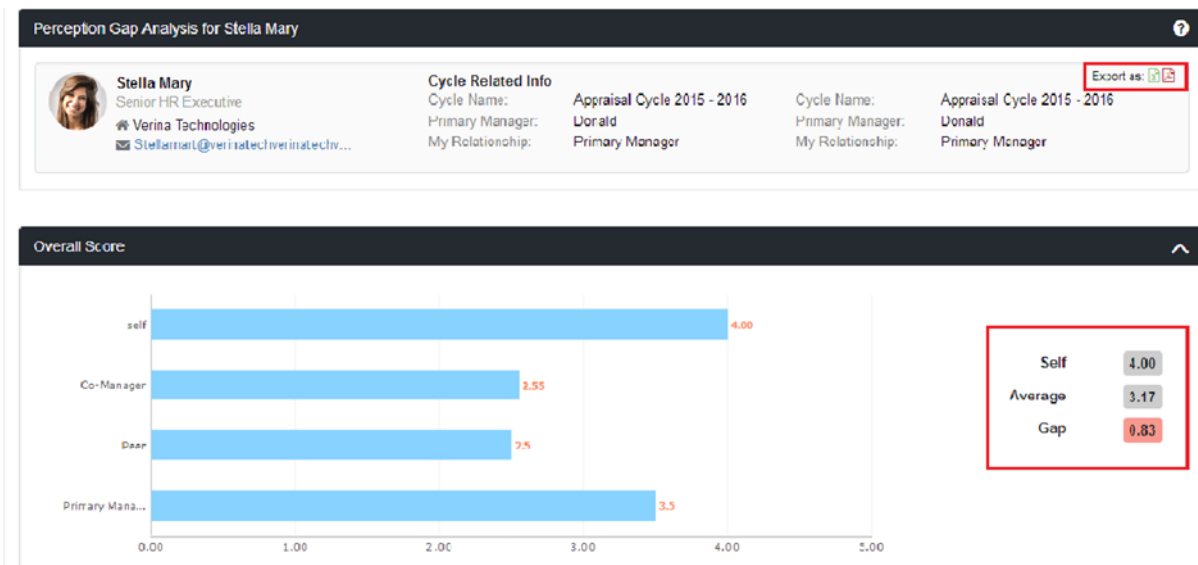 Perception Gap Analysis for Stella Mary
?
Stella Mary
Senior HR Executive
Verina Technologies
Stellamart@verinatechverinatechv...
Cycle Related Info
Cycle Name: Appraisal Cycle 2015 - 2016
Primary Manager: Donald
My Relationship: Primary Manager
Export as:
Cycle Name: Appraisal Cycle 2015 - 2016
Primary Manager: Donald
My Relationship: Primary Manager
Overall Score
self 4.00
Co-Manager 2.55
Peer 2.5
Primary Mana... 3.5
0.00 1.00 2.00 3.00 4.00 5.00
Self 4.00
Average 3.17
Gap 0.83